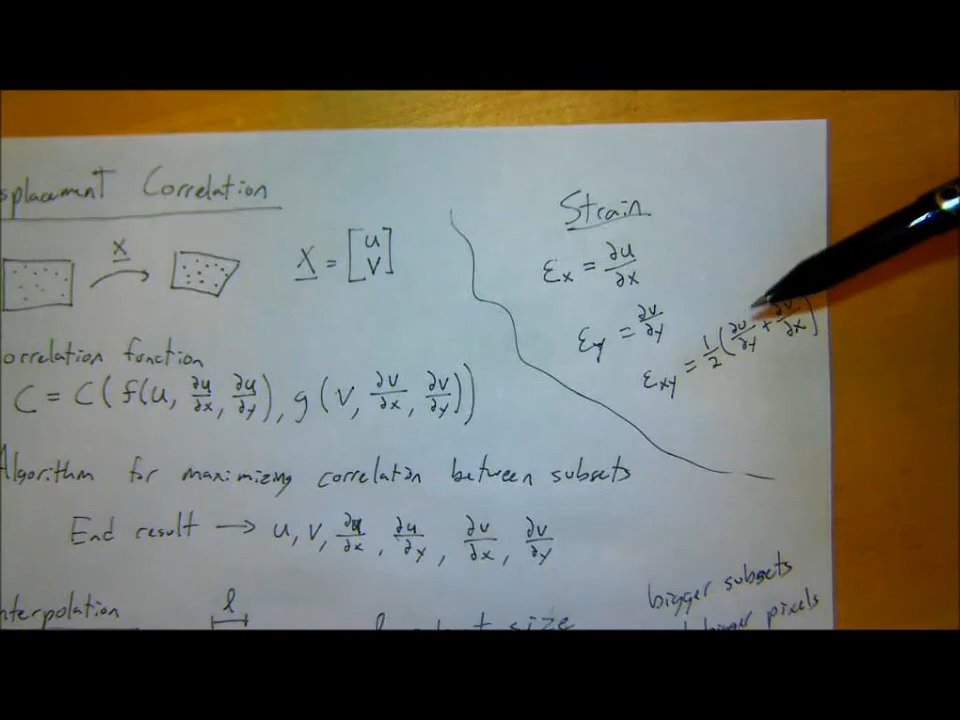 splacement Correlation
X
X = [u v]
orrelation function
C = C(f(u, ∂u/∂x, ∂u/∂y), g(v, ∂v/∂x, ∂v/∂y))
Algorithm for maximizing correlation between subsets
End result → u, v, ∂u/∂x, ∂u/∂y, ∂v/∂x, ∂v/∂y
nterpolation
l
size
Strain
εx = ∂u/∂x
εy = ∂v/∂y
εxy = 1/2(∂u/∂y + ∂v/∂x)
bigger subsets
bigger pixels